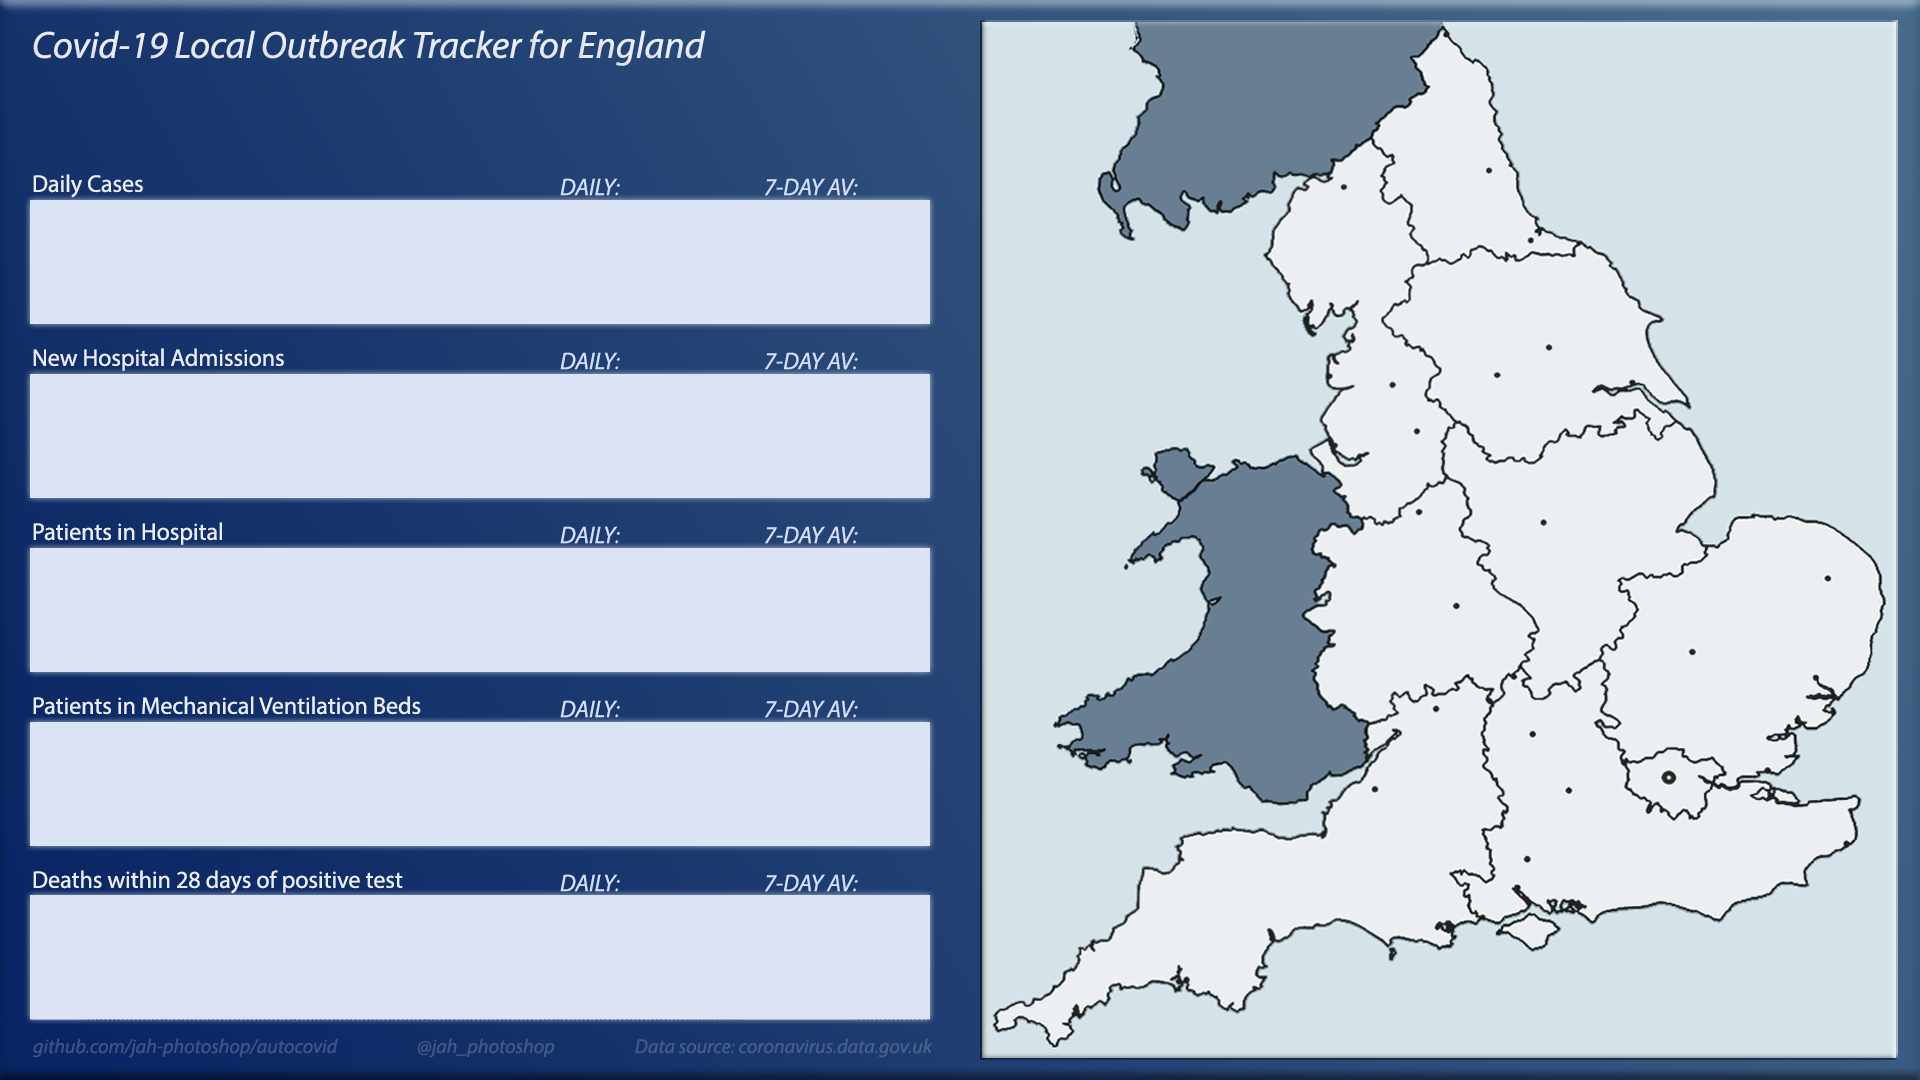 Covid-19 Local Outbreak Tracker for England
Daily Cases DAILY: 7-DAY AV:
New Hospital Admissions DAILY: 7-DAY AV:
Patients in Hospital DAILY: 7-DAY AV:
Patients in Mechanical Ventilation Beds DAILY: 7-DAY AV:
Deaths within 28 days of positive test DAILY: 7-DAY AV:
github.com/jah-photoshop/autocovid @jah_photoshop Data source: coronavirus.data.gov.uk